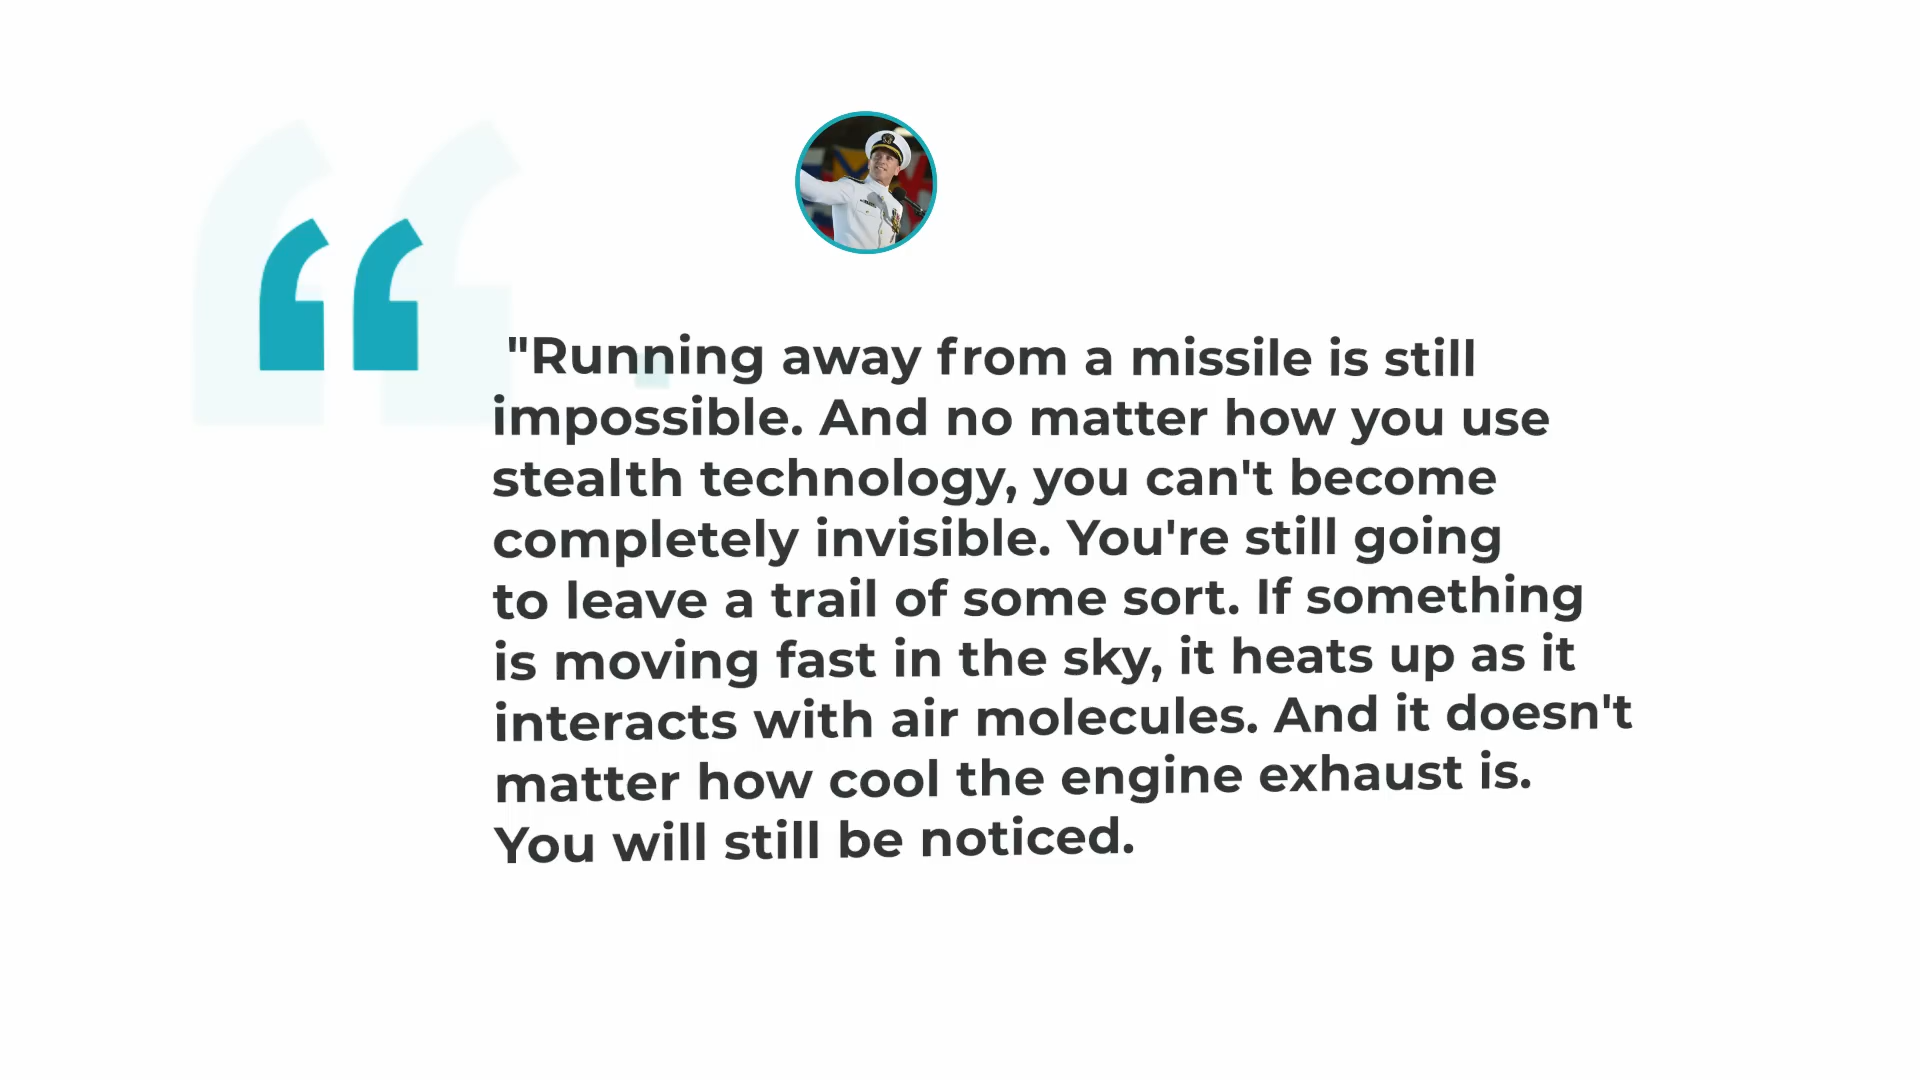 "Running away from a missile is still
impossible. And no matter how you use
stealth technology, you can't become
completely invisible. You're still going
to leave a trail of some sort. If something
is moving fast in the sky, it heats up as it
interacts with air molecules. And it doesn't
matter how cool the engine exhaust is.
You will still be noticed.